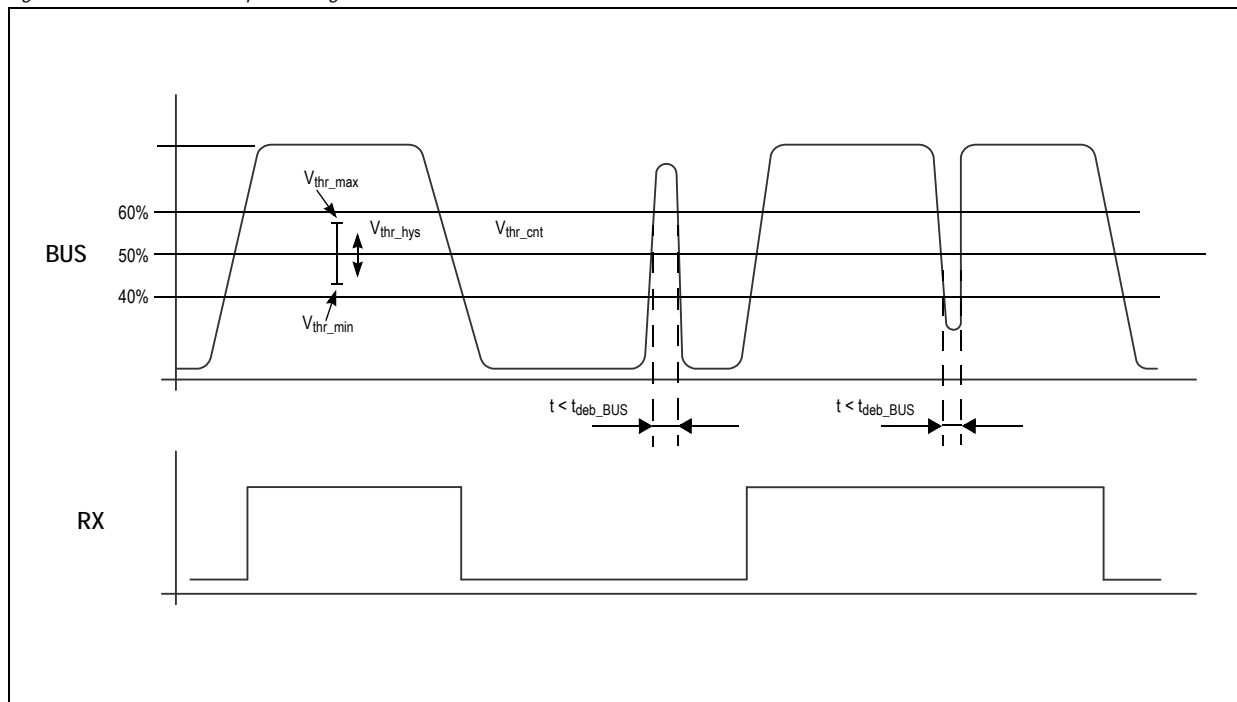 V_thr_max
60%
V_thr_hys
V_thr_cnt
BUS
50%
40%
V_thr_min
t < t_deb_BUS
t < t_deb_BUS
RX